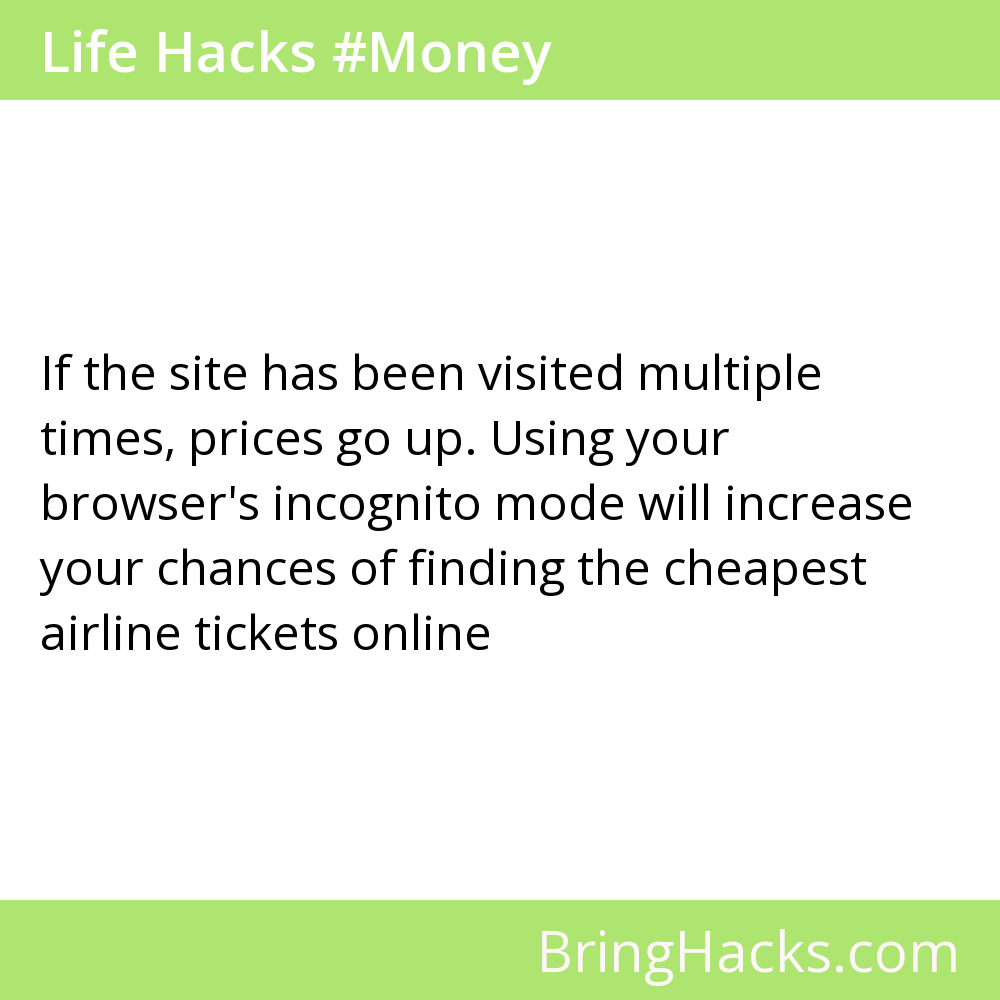 Life Hacks #Money
If the site has been visited multiple
times, prices go up. Using your
browser's incognito mode will increase
your chances of finding the cheapest
airline tickets online
BringHacks.com